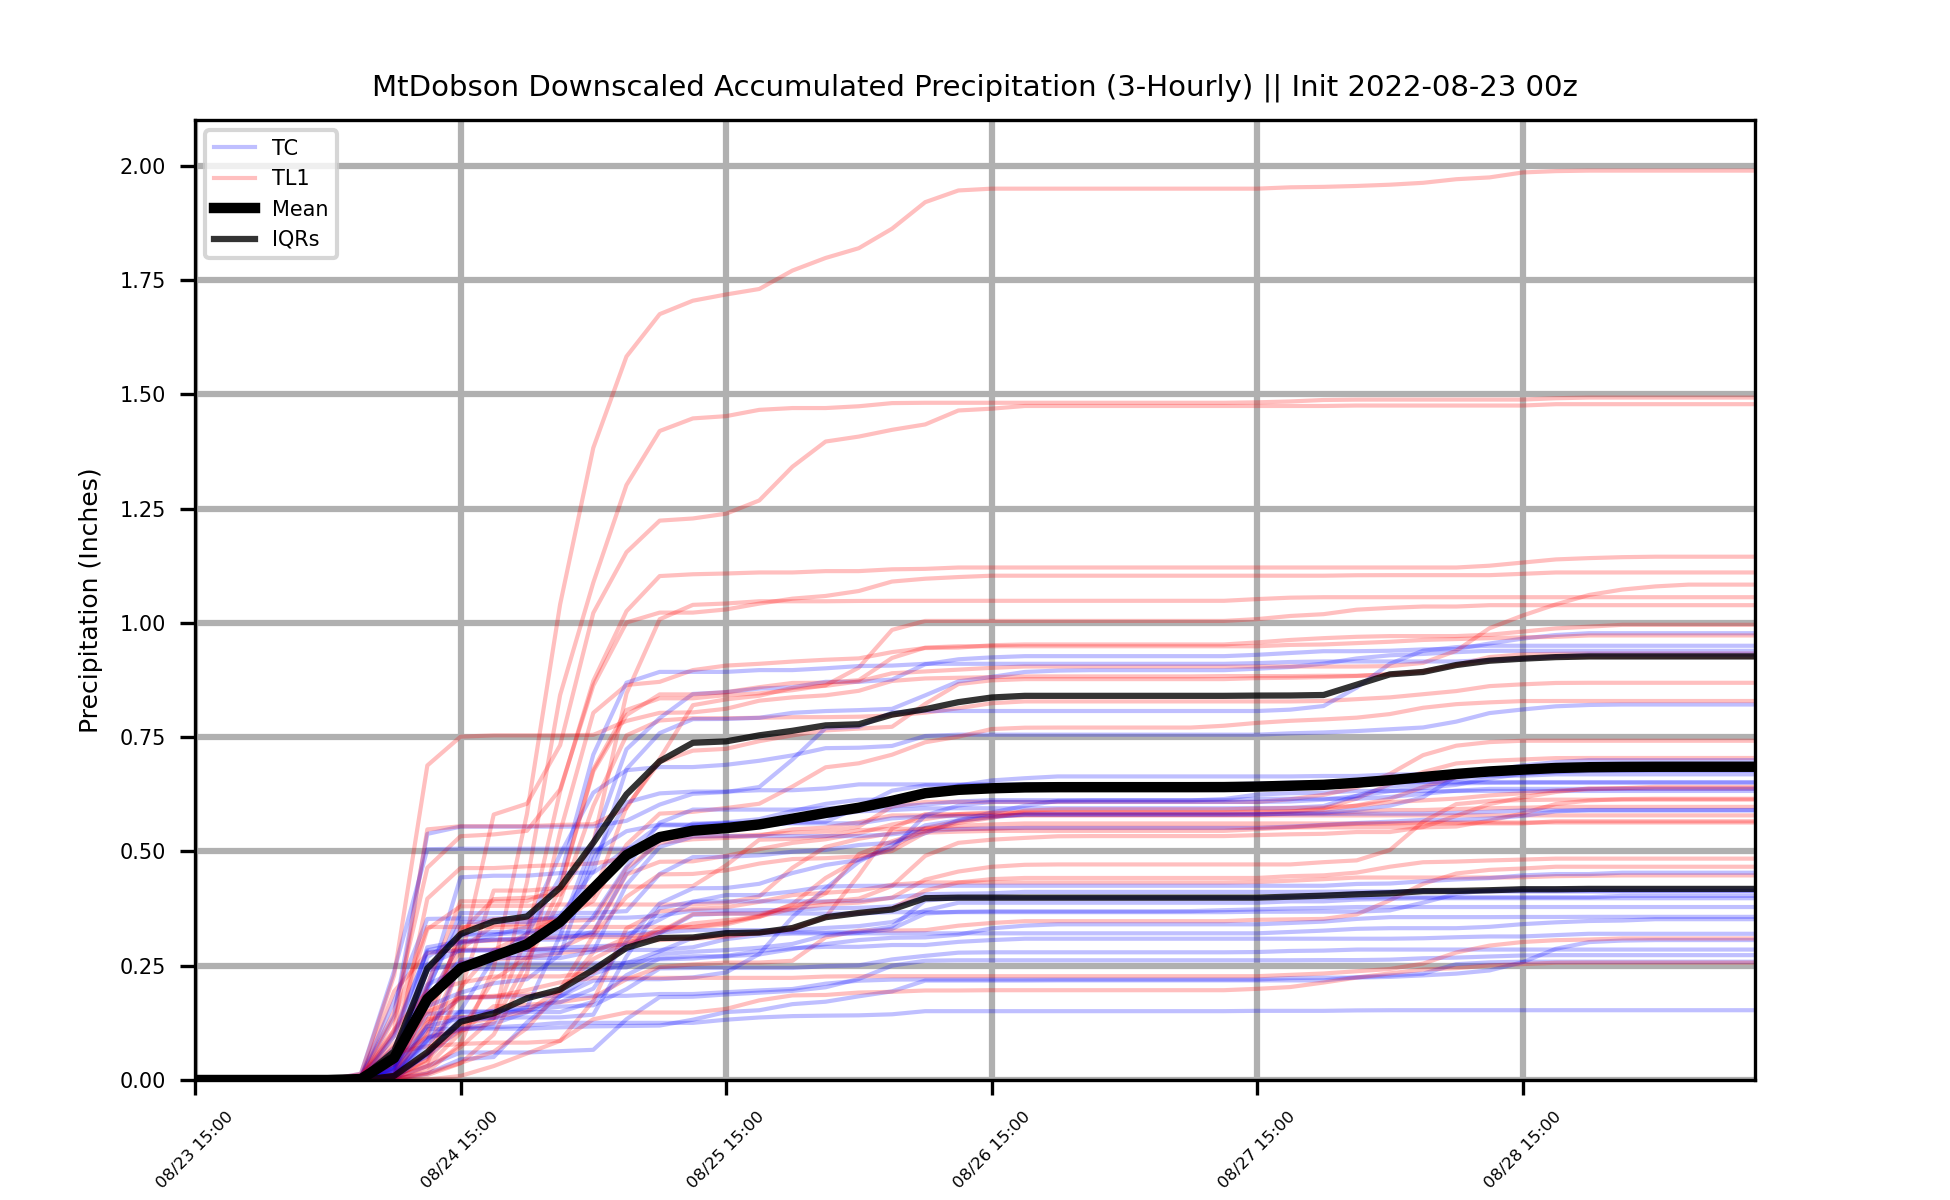 MtDobson Downscaled Accumulated Precipitation (3-Hourly) || Init 2022-08-23 00z
TC
TL1
Mean
IQRs
Precipitation (Inches)
2.00
1.75
1.50
1.25
1.00
0.75
0.50
0.25
0.00
08/23 15:00
08/24 15:00
08/25 15:00
08/26 15:00
08/27 15:00
08/28 15:00